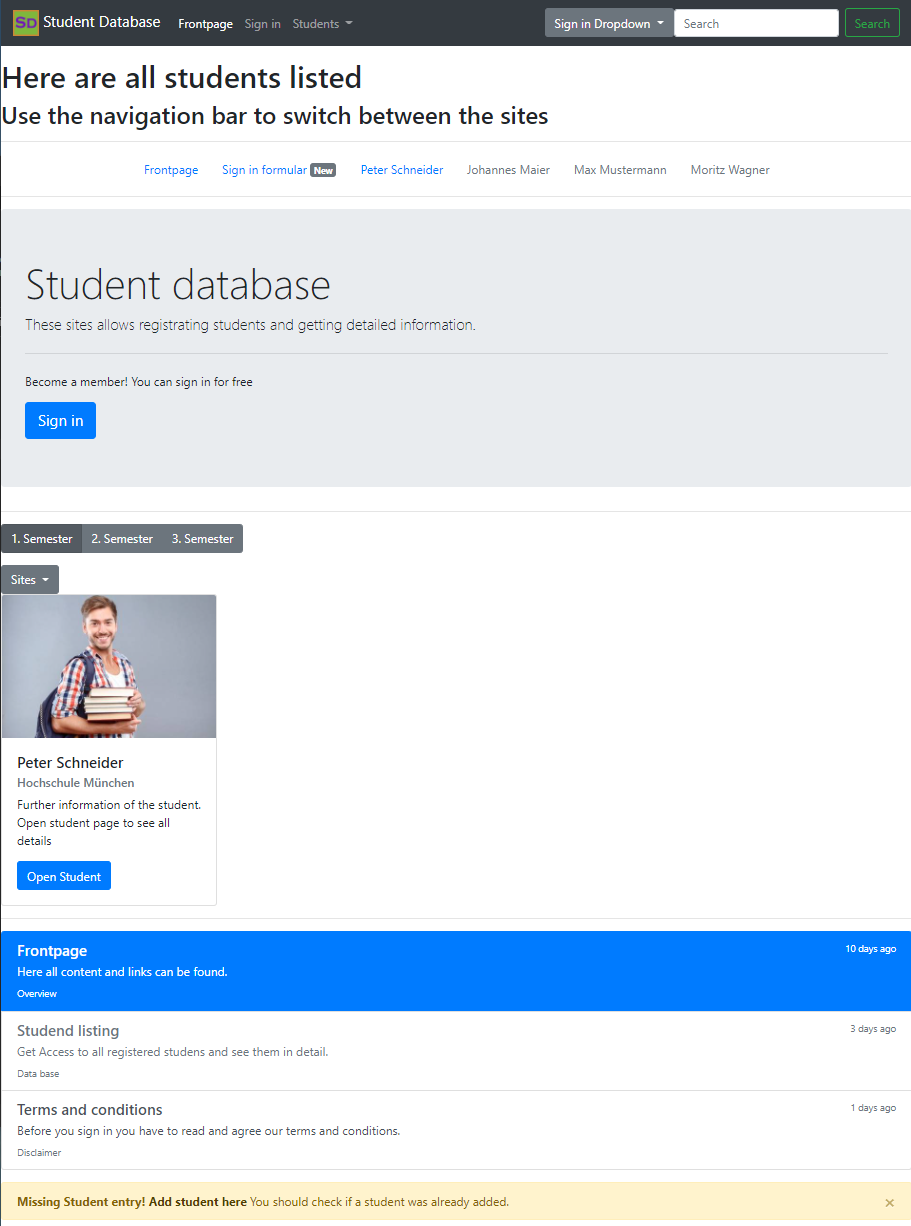 SD Student Database Frontpage Sign in Students Sign in Dropdown Search Search
Here are all students listed
Use the navigation bar to switch between the sites
Frontpage Sign in formular New Peter Schneider Johannes Maier Max Mustermann Moritz Wagner
Student database
These sites allows registrating students and getting detailed information.
Become a member! You can sign in for free
Sign in
1. Semester 2. Semester 3. Semester
Sites
Peter Schneider
Hochschule München
Further information of the student.
Open student page to see all
details
Open Student
Frontpage 10 days ago
Here all content and links can be found.
Overview
Studend listing 3 days ago
Get Access to all registered studens and see them in detail.
Data base
Terms and conditions 1 days ago
Before you sign in you have to read and agree our terms and conditions.
Disclaimer
Missing Student entry! Add student here You should check if a student was already added. ×